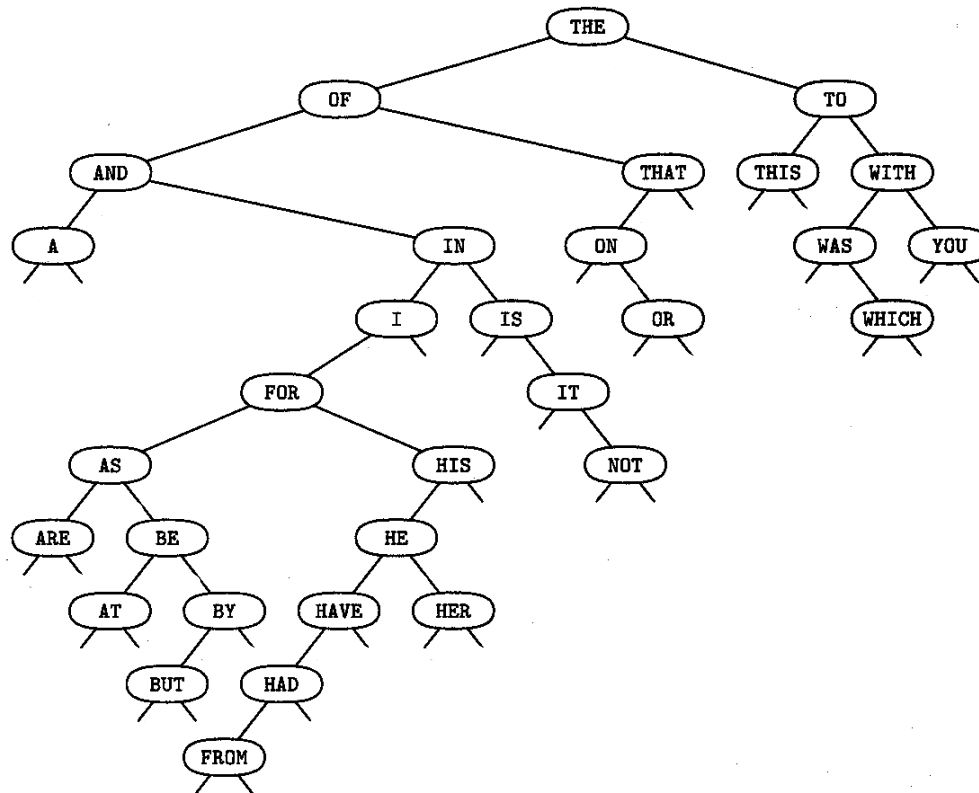 THE
OF TO
AND THAT THIS WITH
A IN ON WAS YOU
I IS OR WHICH
FOR IT
AS HIS NOT
ARE BE HE
AT BY HAVE HER
BUT HAD
FROM